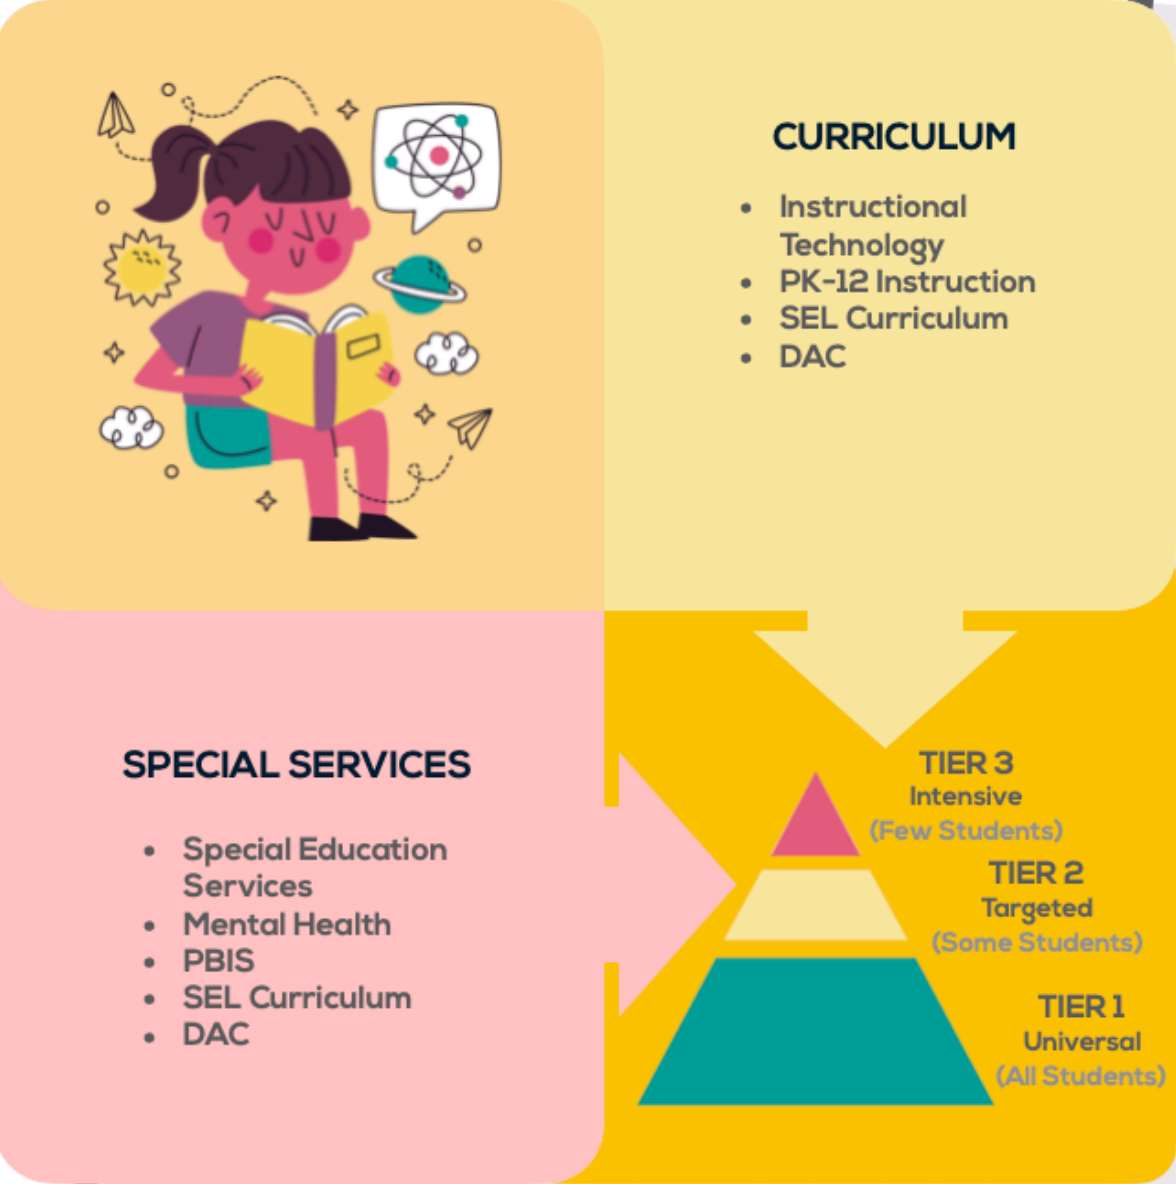 CURRICULUM
• Instructional
Technology
• PK-12 Instruction
• SEL Curriculum
• DAC
SPECIAL SERVICES
• Special Education
Services
• Mental Health
• PBIS
• SEL Curriculum
• DAC
TIER 3
Intensive
(Few Students)
TIER 2
Targeted
(Some Students)
TIER 1
Universal
(All Students)